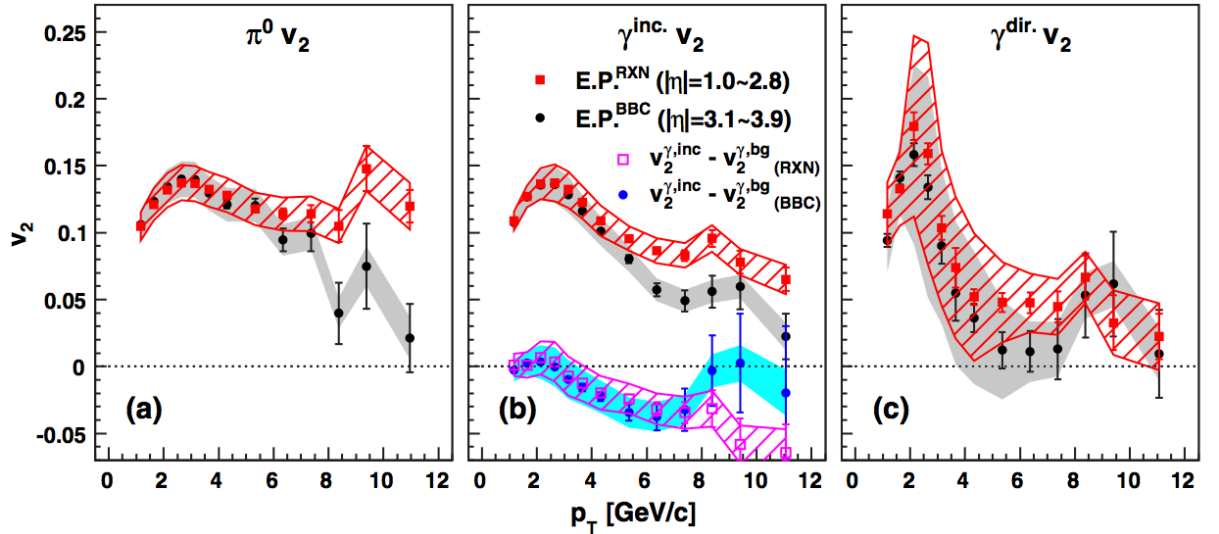 π⁰ v₂
γ^inc. v₂
γ^dir. v₂
E.P.^RXN (|η|=1.0~2.8)
E.P.^BBC (|η|=3.1~3.9)
v₂^γ,inc - v₂^γ,bg (RXN)
v₂^γ,inc - v₂^γ,bg (BBC)
v₂
0.25
0.2
0.15
0.1
0.05
0
-0.05
(a)
(b)
(c)
0 2 4 6 8 10 12
0 2 4 6 8 10 12
0 2 4 6 8 10 12
p_T [GeV/c]